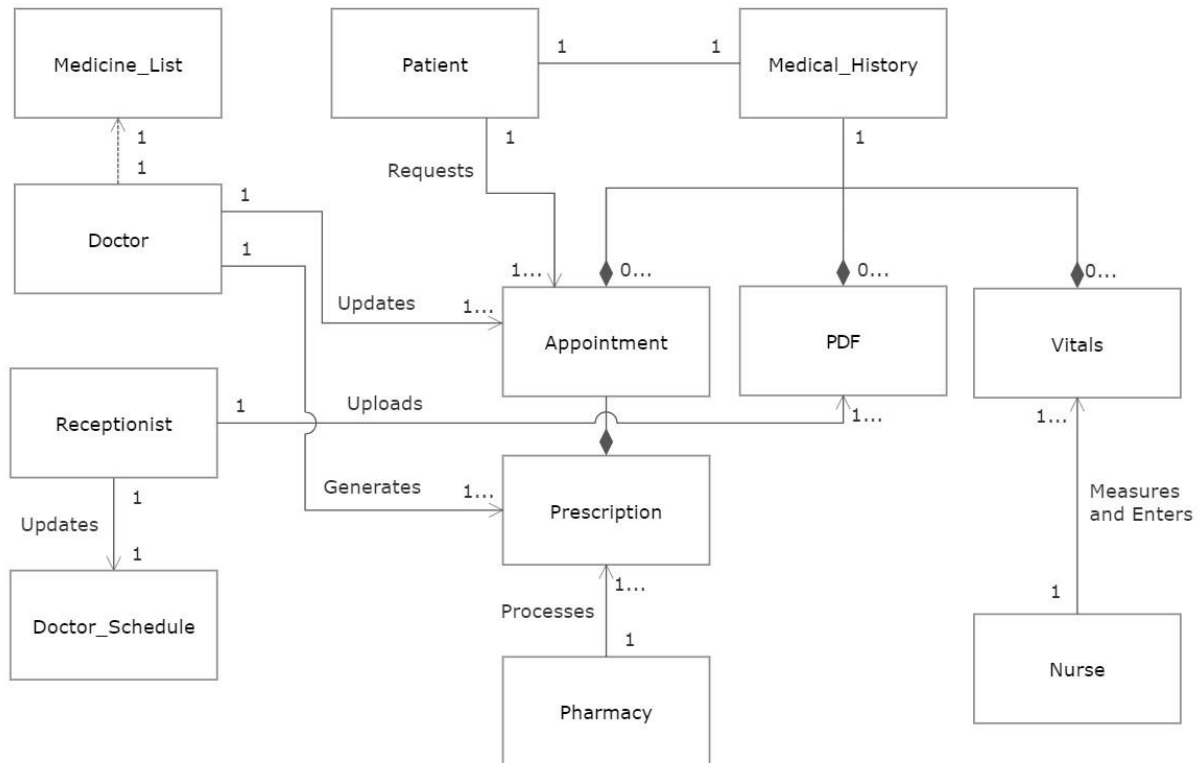 Medicine_List
Patient
1
1
Medical_History
1
1
Requests
1
1
Doctor
1
1
1...
0...
0...
0...
Updates
1...
Appointment
PDF
Vitals
Receptionist
1
Uploads
1...
1...
1
Updates
1
Generates
1...
Prescription
Measures
and Enters
Doctor_Schedule
1...
Processes
1
1
Pharmacy
Nurse